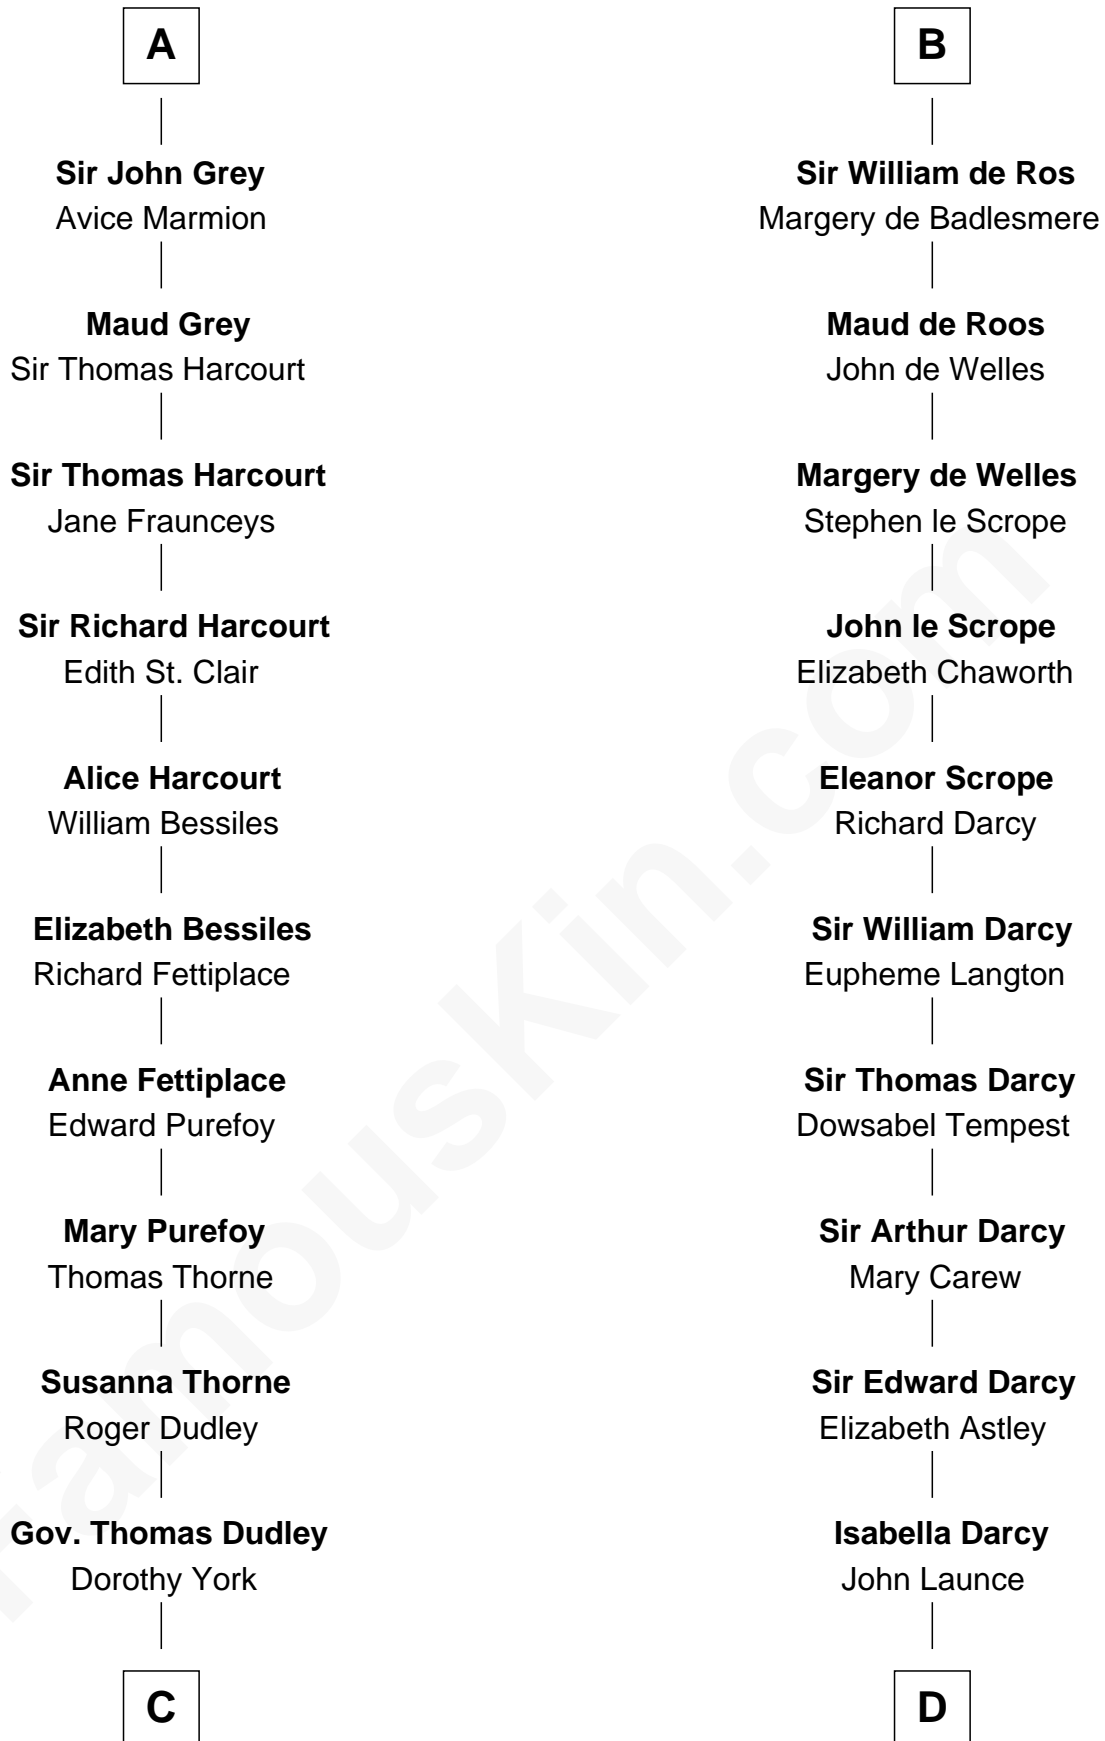 A
Sir John Grey
Avice Marmion
Maud Grey
Sir Thomas Harcourt
Sir Thomas Harcourt
Jane Fraunceys
Sir Richard Harcourt
Edith St. Clair
Alice Harcourt
William Bessiles
Elizabeth Bessiles
Richard Fettiplace
Anne Fettiplace
Edward Purefoy
Mary Purefoy
Thomas Thorne
Susanna Thorne
Roger Dudley
Gov. Thomas Dudley
Dorothy York
C
B
Sir William de Ros
Margery de Badlesmere
Maud de Roos
John de Welles
Margery de Welles
Stephen le Scrope
John le Scrope
Elizabeth Chaworth
Eleanor Scrope
Richard Darcy
Sir William Darcy
Eupheme Langton
Sir Thomas Darcy
Dowsabel Tempest
Sir Arthur Darcy
Mary Carew
Sir Edward Darcy
Elizabeth Astley
Isabella Darcy
John Launce
D
FamousKin.com